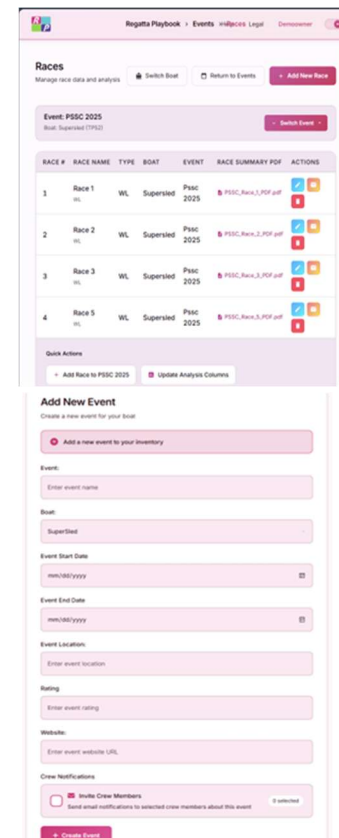 R
P
Regatta Playbook › Events Races Legal Demoowner
Races
Manage race data and analysis
Switch Boat
Return to Events
+ Add New Race
Event: PSSC 2025
Boat: Supersled (TP52)
Switch Event
RACE # RACE NAME TYPE BOAT EVENT RACE SUMMARY PDF ACTIONS
1 Race 1 WL WL Supersled Pssc 2025 PSSC_Race_1_PDF.pdf
2 Race 2 WL WL Supersled Pssc 2025 PSSC_Race_2_PDF.pdf
3 Race 3 WL WL Supersled Pssc 2025 PSSC_Race_3_PDF.pdf
4 Race 5 WL WL Supersled Pssc 2025 PSSC_Race_5_PDF.pdf
Quick Actions
+ Add Race to PSSC 2025
Update Analysis Columns
Add New Event
Create a new event for your boat
Add a new event to your inventory
Event:
Enter event name
Boat:
SuperSled
Event Start Date
mm/dd/yyyy
Event End Date
mm/dd/yyyy
Event Location:
Enter event location
Rating
Enter event rating
Website:
Enter event website URL
Crew Notifications
Invite Crew Members
Send email notifications to selected crew members about this event
0 selected
+ Create Event